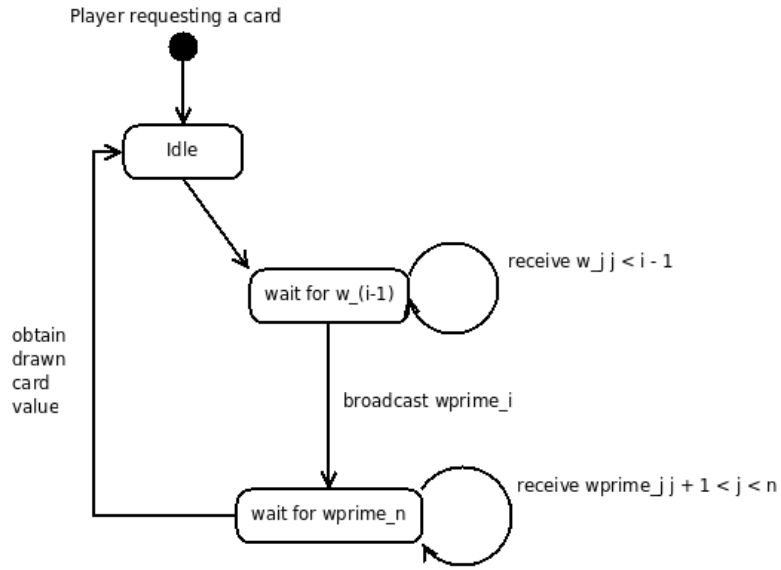 Player requesting a card
Idle
receive w_j j < i - 1
wait for w_(i-1)
obtain
drawn
card
value
broadcast wprime_i
receive wprime_j j + 1 < j < n
wait for wprime_n